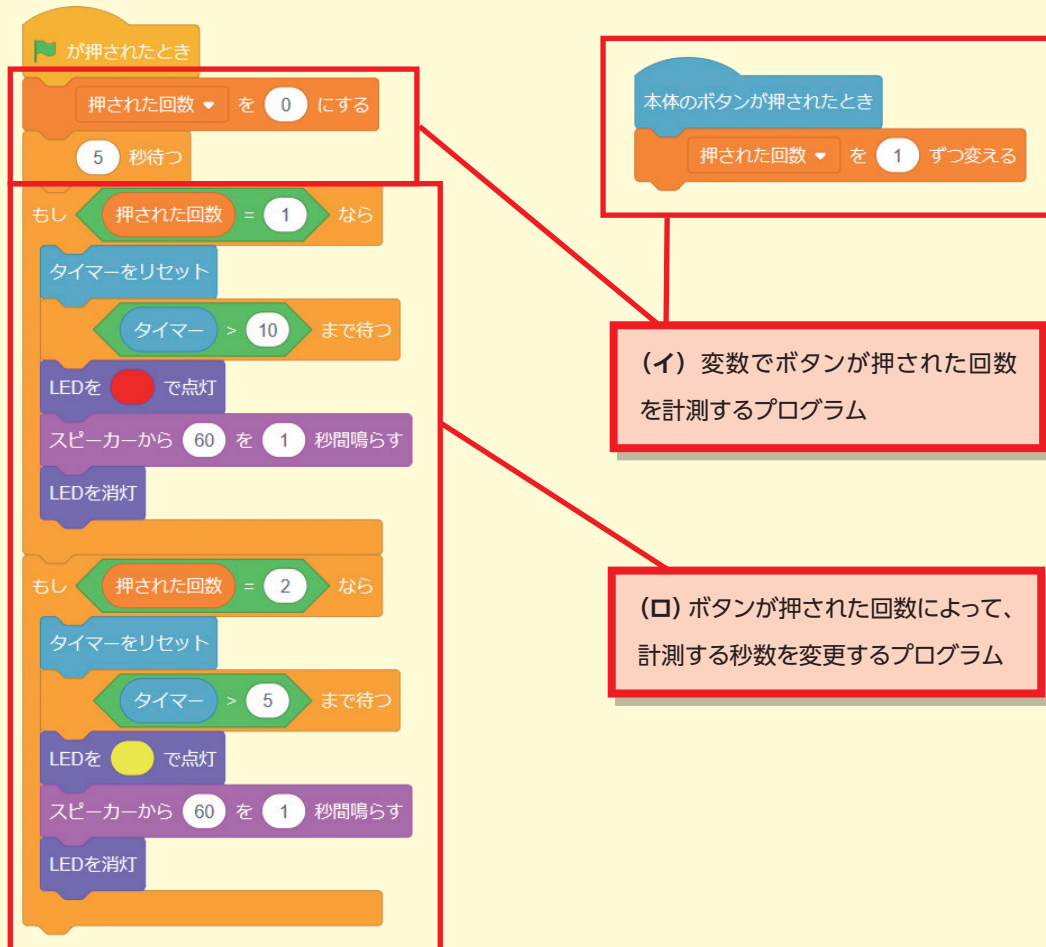 が押されたとき
押された回数 を 0 にする
5 秒待つ
もし 押された回数 = 1 なら
タイマーをリセット
タイマー > 10 まで待つ
LEDを で点灯
スピーカーから 60 を 1 秒間鳴らす
LEDを消灯
もし 押された回数 = 2 なら
タイマーをリセット
タイマー > 5 まで待つ
LEDを で点灯
スピーカーから 60 を 1 秒間鳴らす
LEDを消灯
本体のボタンが押されたとき
押された回数 を 1 ずつ変える
(イ) 変数でボタンが押された回数
を計測するプログラム
(ロ) ボタンが押された回数によって、
計測する秒数を変更するプログラム